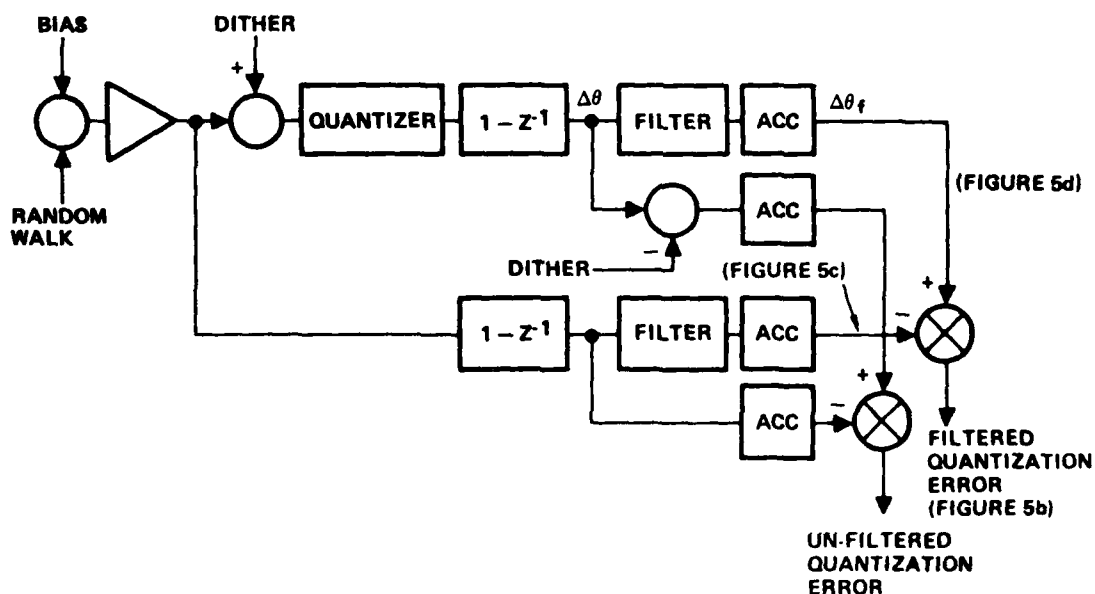 BIAS
DITHER
+
QUANTIZER
1 – Z⁻¹
Δθ
FILTER
ACC
Δθ f
(FIGURE 5d)
RANDOM
WALK
ACC
–
DITHER
(FIGURE 5c)
+
1 – Z⁻¹
FILTER
ACC
–
+
ACC
–
FILTERED
QUANTIZATION
ERROR
(FIGURE 5b)
UN-FILTERED
QUANTIZATION
ERROR